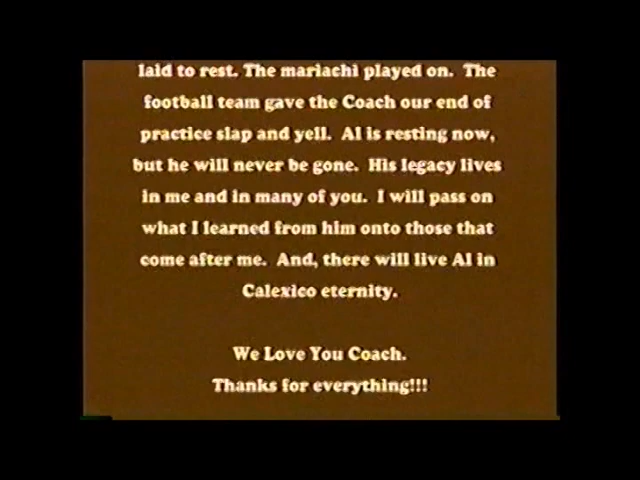 laid to rest. The mariachi played on. The
football team gave the Coach our end of
practice slap and yell. Al is resting now,
but he will never be gone. His legacy lives
in me and in many of you. I will pass on
what I learned from him onto those that
come after me. And, there will live Al in
Calexico eternity.
We Love You Coach.
Thanks for everything!!!